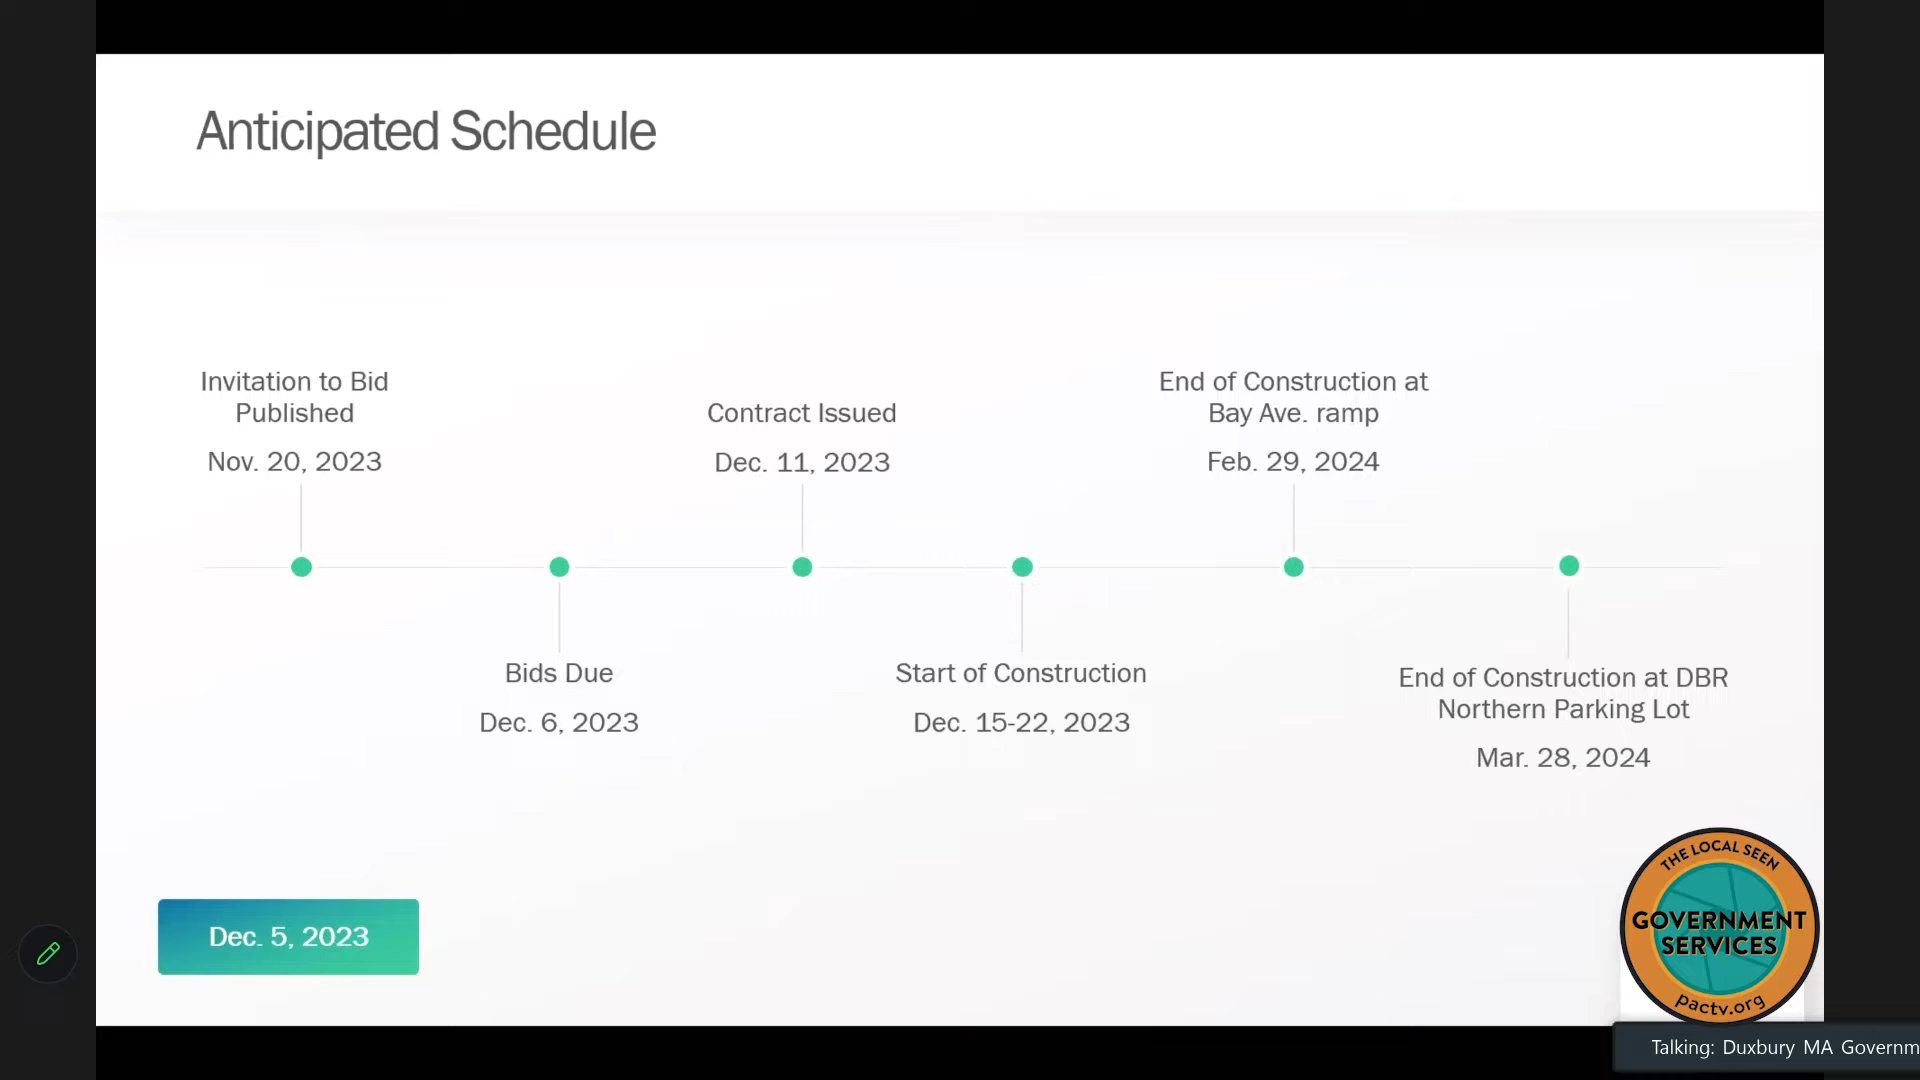 Anticipated Schedule
Invitation to Bid
Published
Nov. 20, 2023
Contract Issued
Dec. 11, 2023
End of Construction at
Bay Ave. ramp
Feb. 29, 2024
Bids Due
Dec. 6, 2023
Start of Construction
Dec. 15-22, 2023
End of Construction at DBR
Northern Parking Lot
Mar. 28, 2024
Dec. 5, 2023
THE LOCAL SEEN
GOVERNMENT
SERVICES
pactv.org
Talking: Duxbury MA Governm